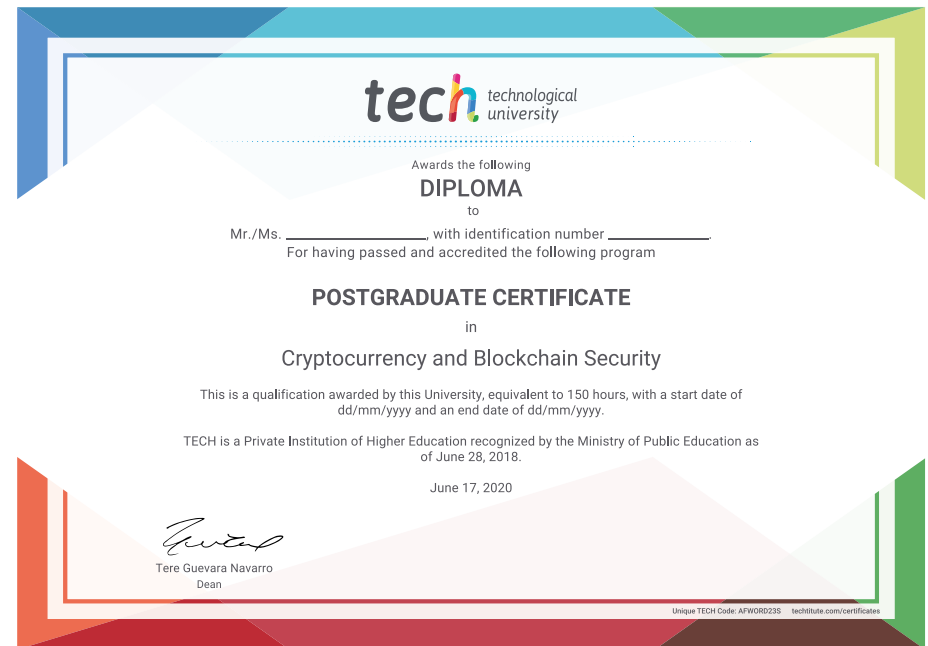 tech technological
university
Awards the following
DIPLOMA
to
Mr./Ms. ____________________, with identification number ______________.
For having passed and accredited the following program
POSTGRADUATE CERTIFICATE
in
Cryptocurrency and Blockchain Security
This is a qualification awarded by this University, equivalent to 150 hours, with a start date of
dd/mm/yyyy and an end date of dd/mm/yyyy.
TECH is a Private Institution of Higher Education recognized by the Ministry of Public Education as
of June 28, 2018.
June 17, 2020
Tere Guevara Navarro
Dean
Unique TECH Code: AFWORD23S techtitute.com/certificates